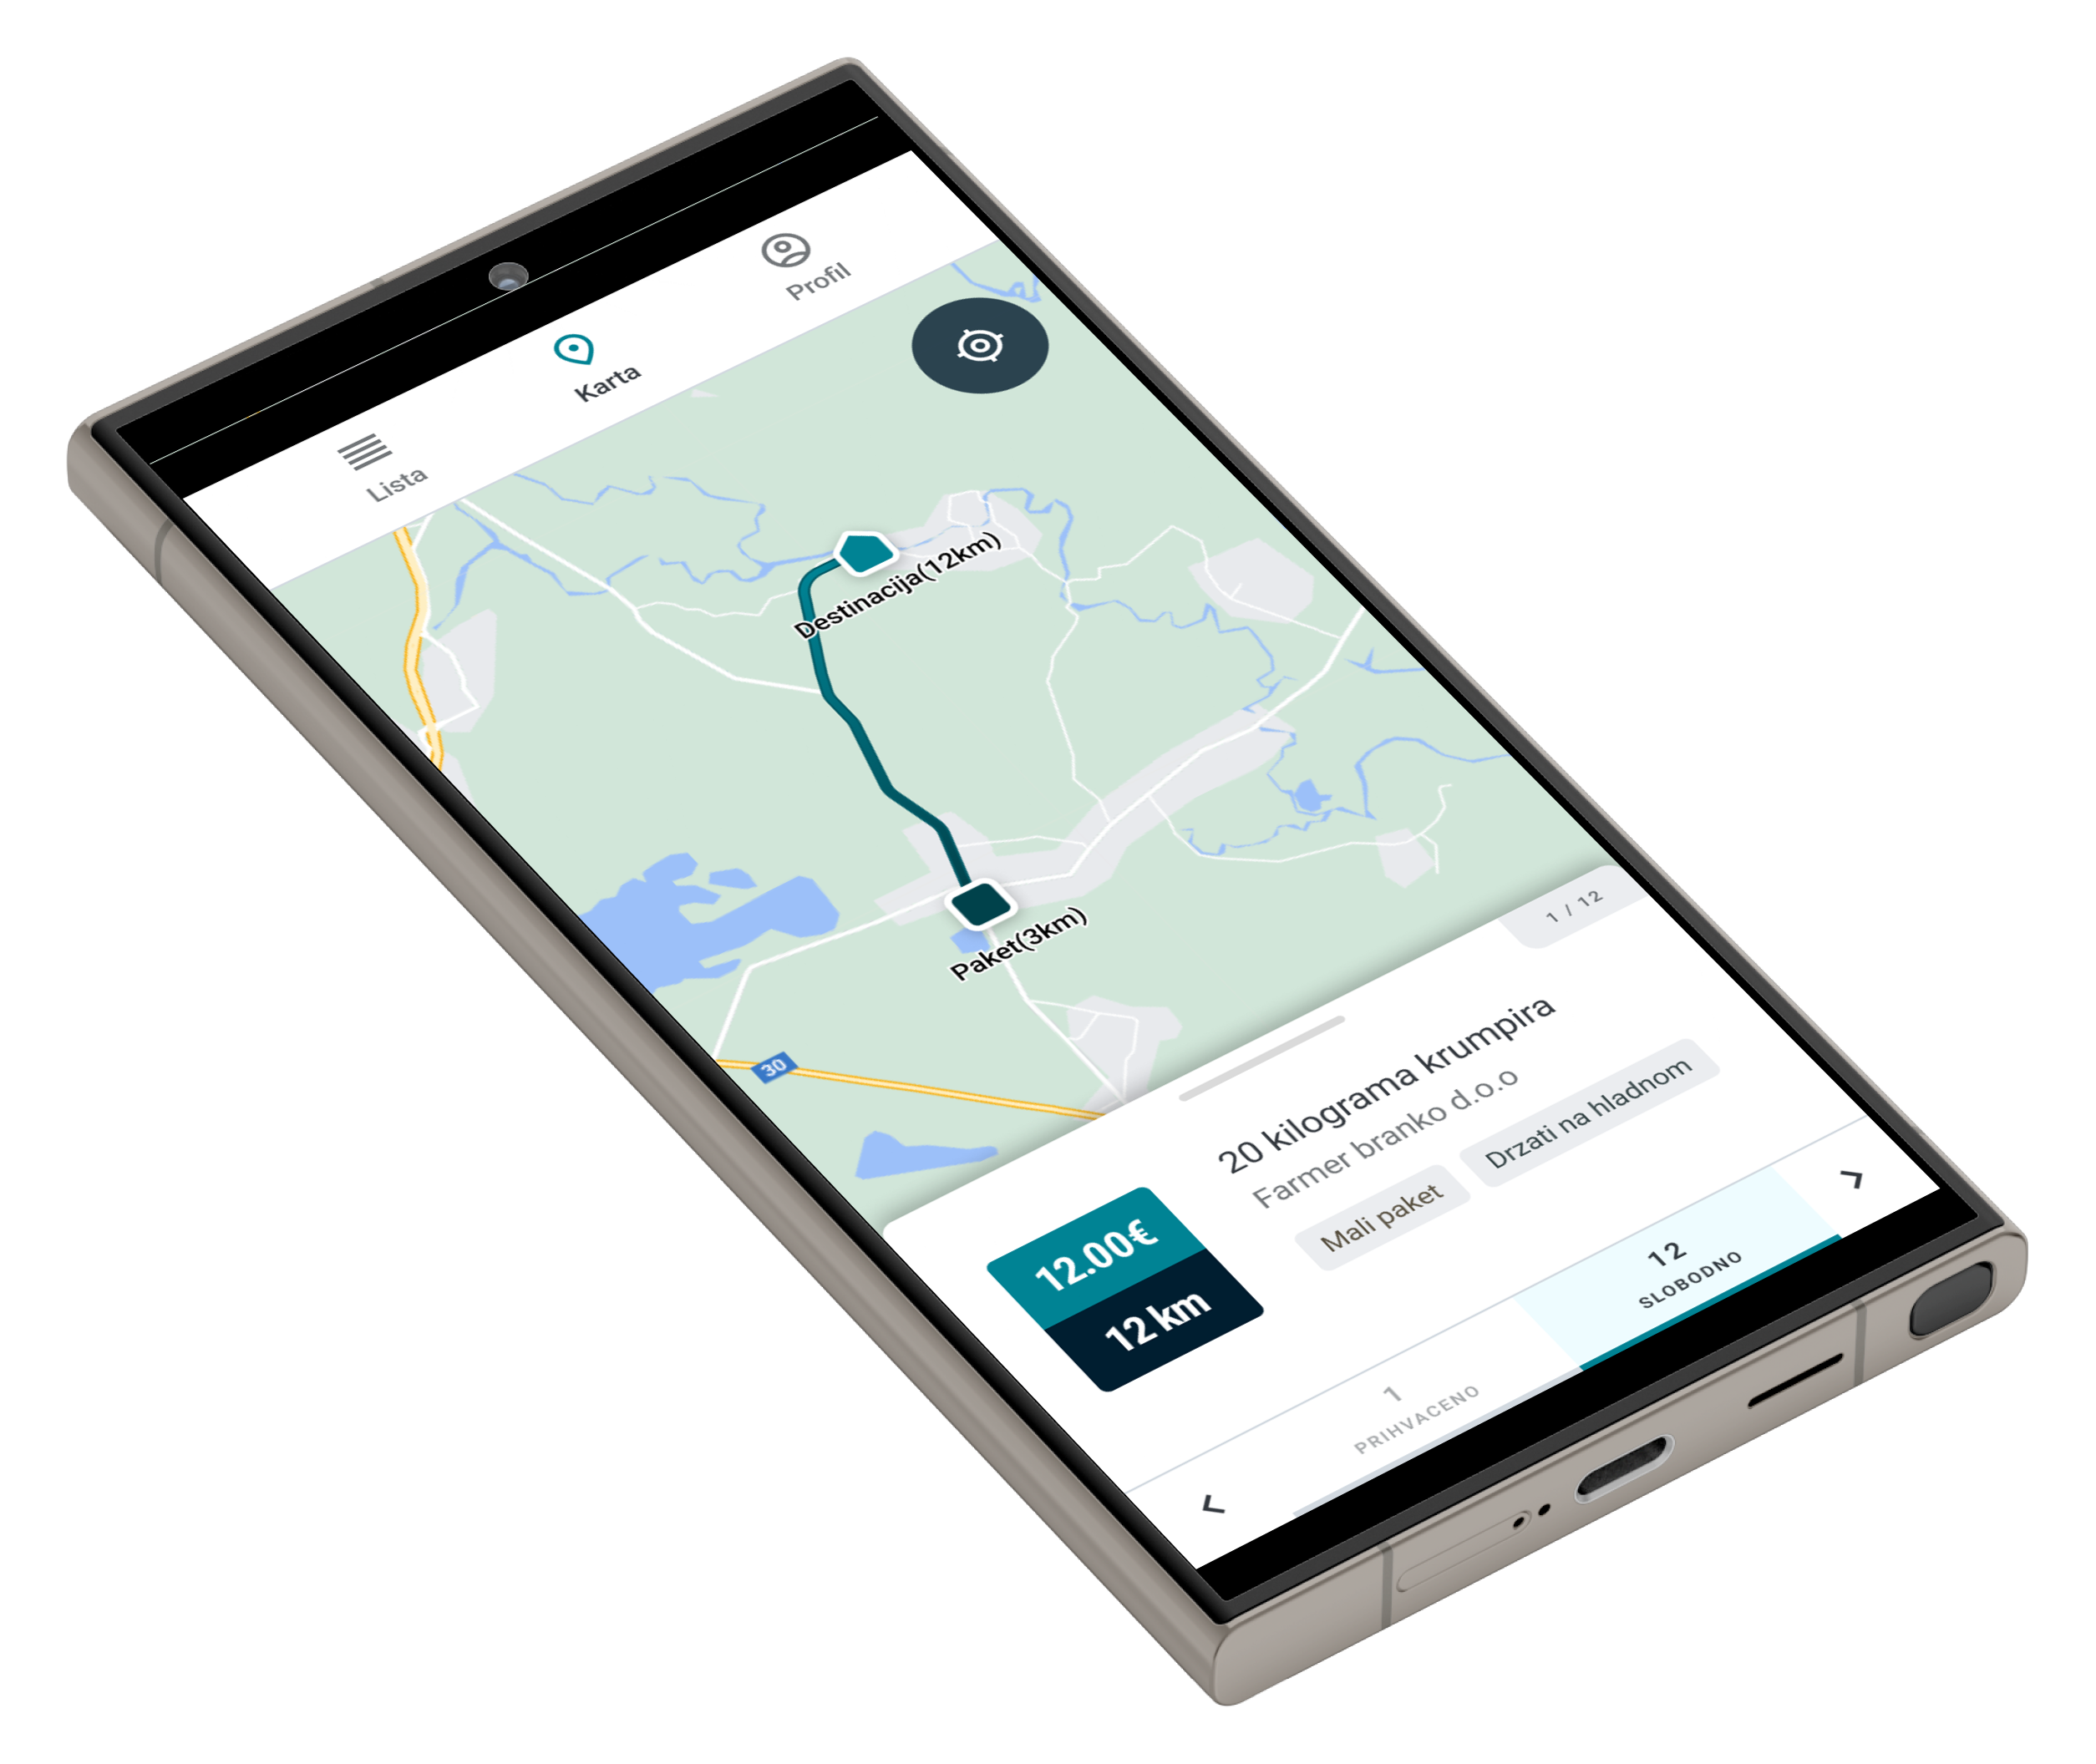 Lista
Karta
Profil
Destinacija(12km)
Paket(3km)
30
1 / 12
20 kilograma krumpira
Farmer branko d.o.o
Mali paket
Drzati na hladnom
12.00€
12 km
1
PRIHVACENO
12
SLOBODNO